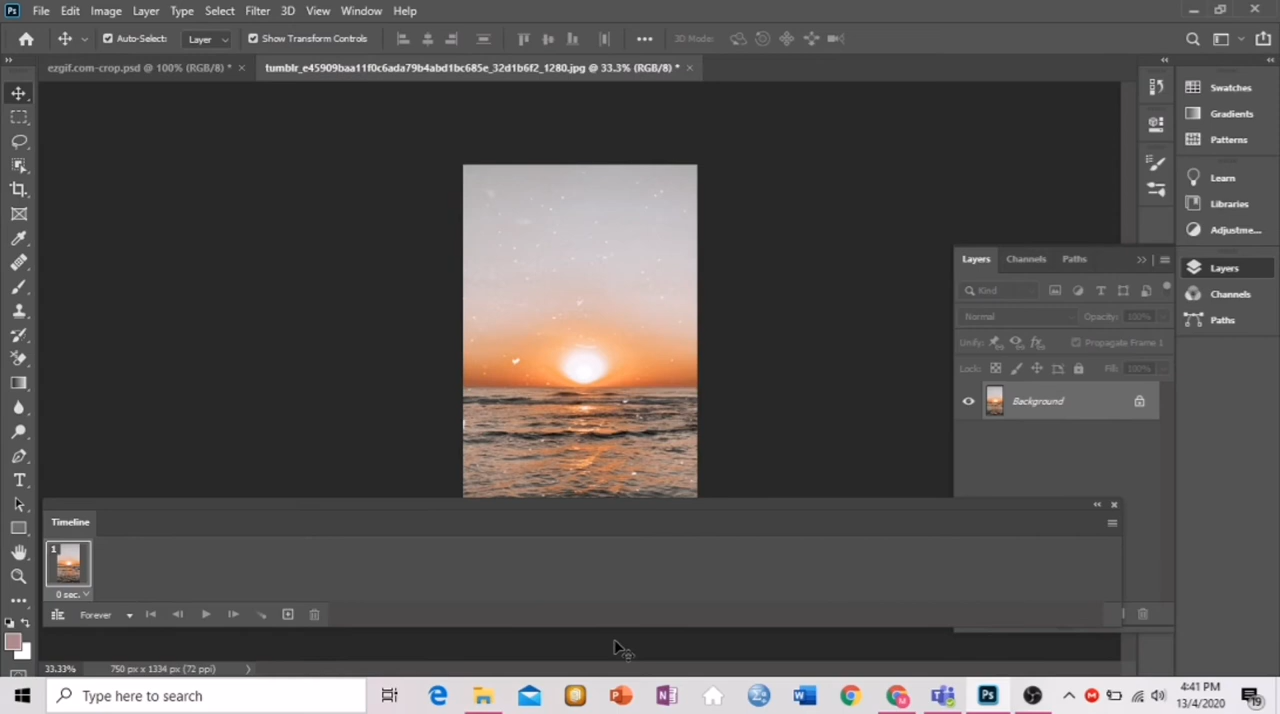 Ps File Edit Image Layer Type Select Filter 3D View Window Help
Auto-Select: Layer Show Transform Controls 3D Mode:
ezgif.com-crop.psd @ 100% (RGB/8) * × tumblr_e45909baa11f0c6ada79b4abd1bc685e_32d1b6f2_1280.jpg @ 33.3% (RGB/8) * ×
Swatches
Gradients
Patterns
Learn
Libraries
Adjustme...
Layers
Channels
Paths
Layers Channels Paths
Kind
Normal Opacity: 100%
Unify: Propagate Frame 1
Lock: Fill: 100%
Background
Timeline
1
0 sec.
Forever
33.33% 750 px x 1334 px (72 ppi)
Type here to search
4:41 PM
13/4/2020
19